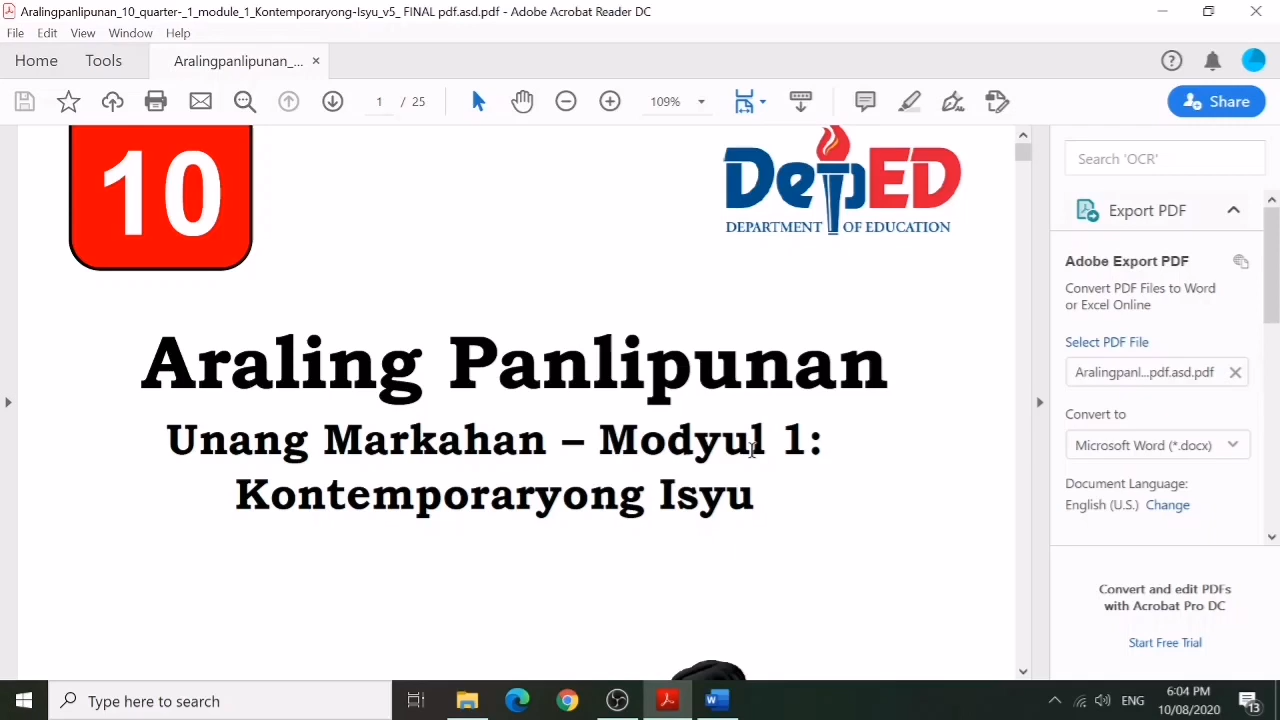 Aralingpanlipunan_10_quarter-_1_module_1_Kontemporaryong-Isyu_v5_ FINAL pdf.asd.pdf - Adobe Acrobat Reader DC
File Edit View Window Help
Home Tools Aralingpanlipunan_... ×
1 / 25 109% Share
10
DepED
DEPARTMENT OF EDUCATION
Araling Panlipunan
Unang Markahan – Modyul 1:
Kontemporaryong Isyu
Search 'OCR'
Export PDF
Adobe Export PDF
Convert PDF Files to Word
or Excel Online
Select PDF File
Aralingpanl...pdf.asd.pdf
Convert to
Microsoft Word (*.docx)
Document Language:
English (U.S.) Change
Convert and edit PDFs
with Acrobat Pro DC
Start Free Trial
Type here to search
ENG
6:04 PM
10/08/2020
13